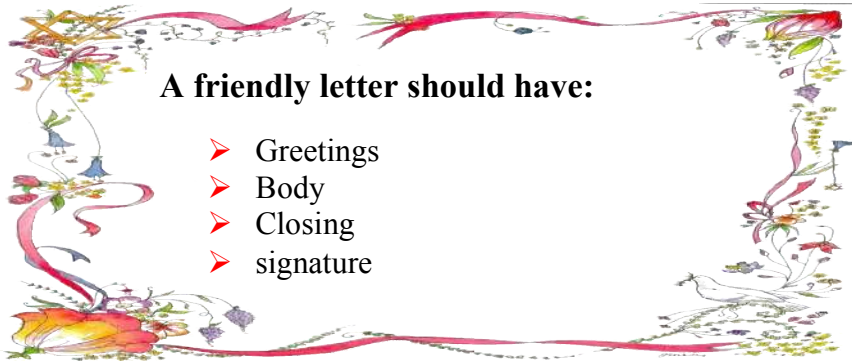 A friendly letter should have:
➢ Greetings
➢ Body
➢ Closing
➢ signature